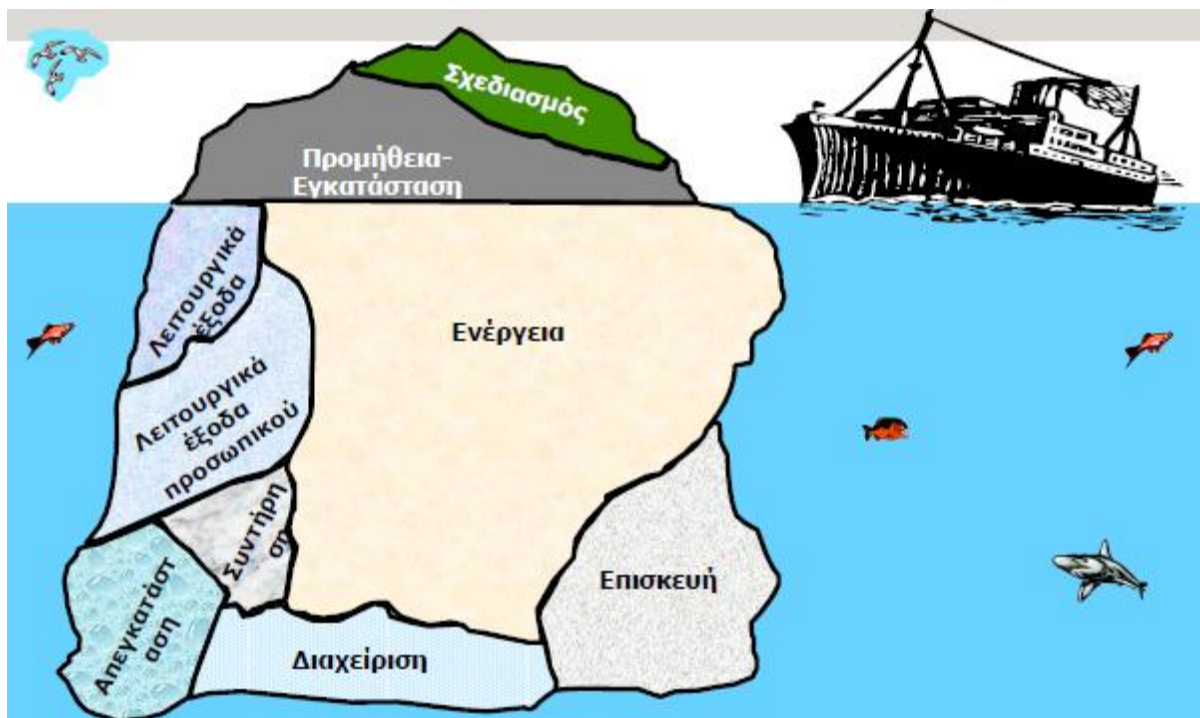 Σχεδιασμός
Προμήθεια-
Εγκατάσταση
Λειτουργικά
έξοδα
Ενέργεια
Λειτουργικά
έξοδα
προσωπικού
Συντήρη
ση
Επισκευή
Απεγκατάστ
αση
Διαχείριση